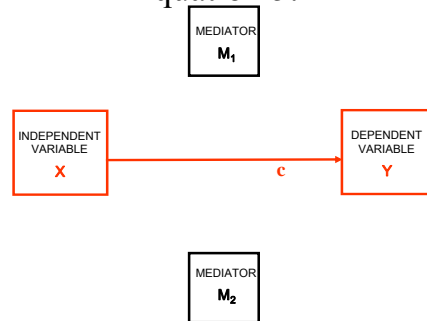 MEDIATOR
M₁
INDEPENDENT
VARIABLE
X
c
DEPENDENT
VARIABLE
Y
MEDIATOR
M₂